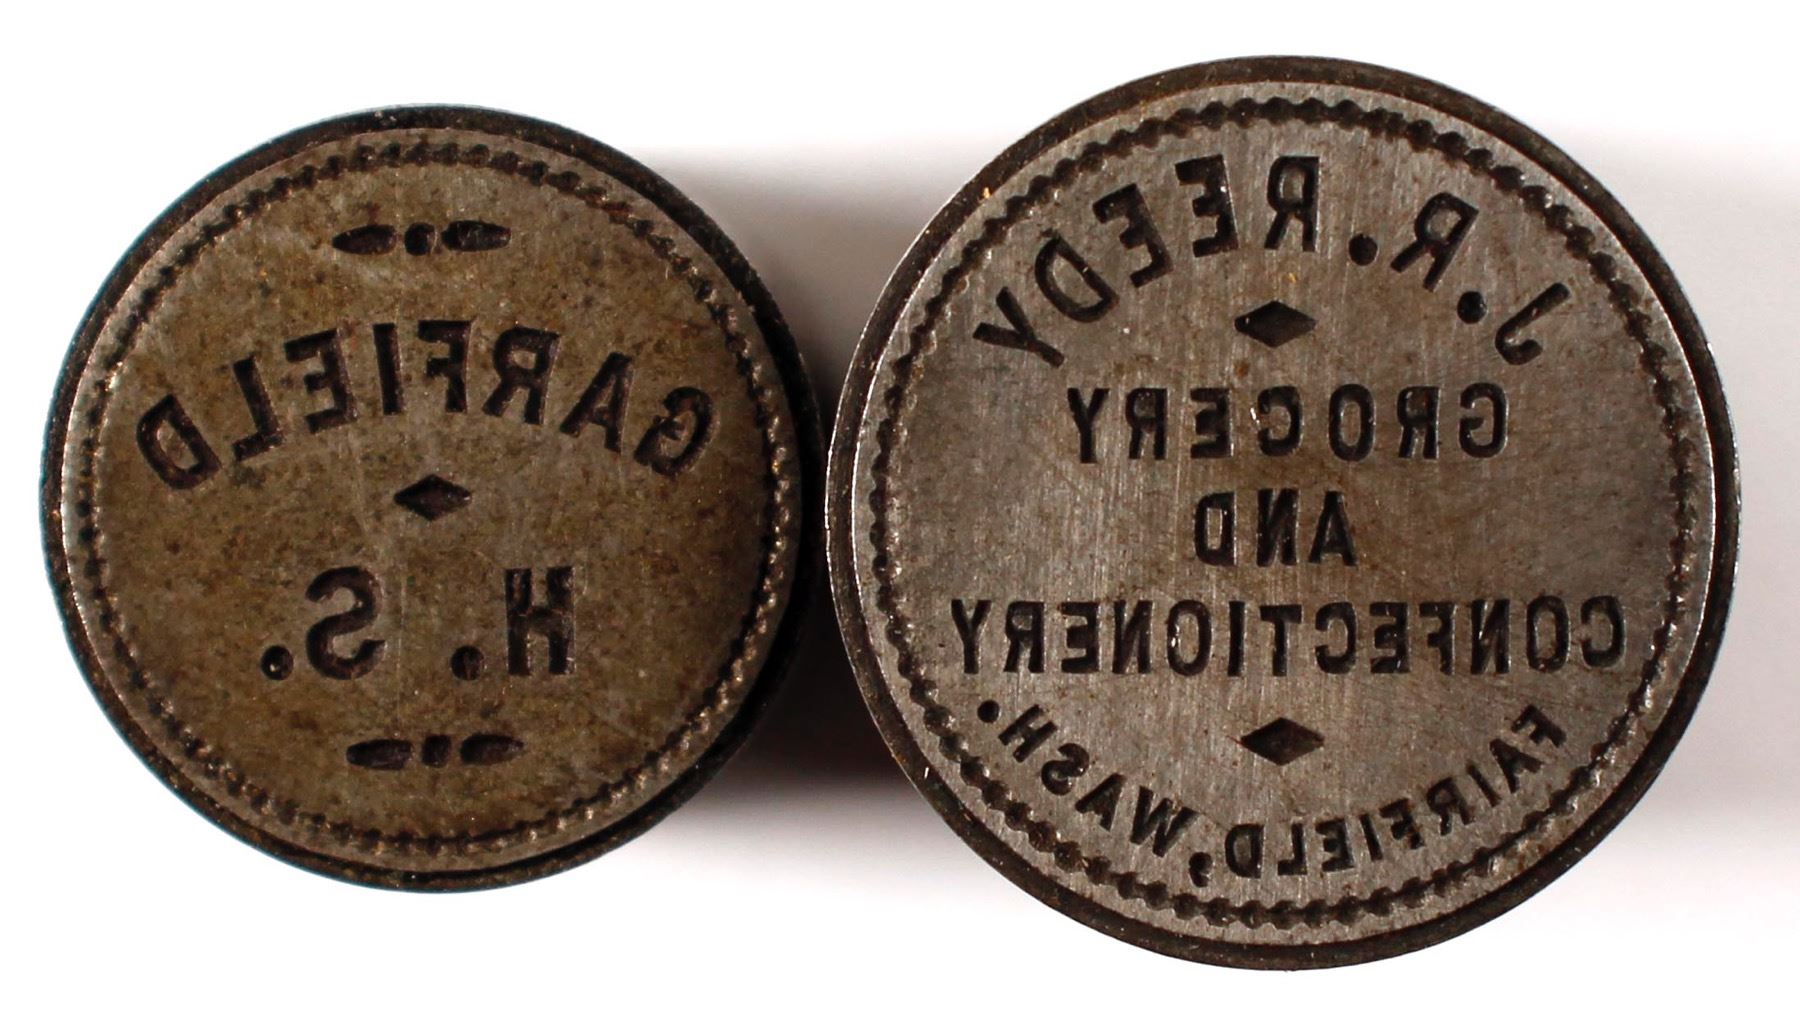 GARFIELD
H. S.
J. R. REEDY
GROCERY
AND
CONFECTIONERY
FAIRFIELD, WASH.